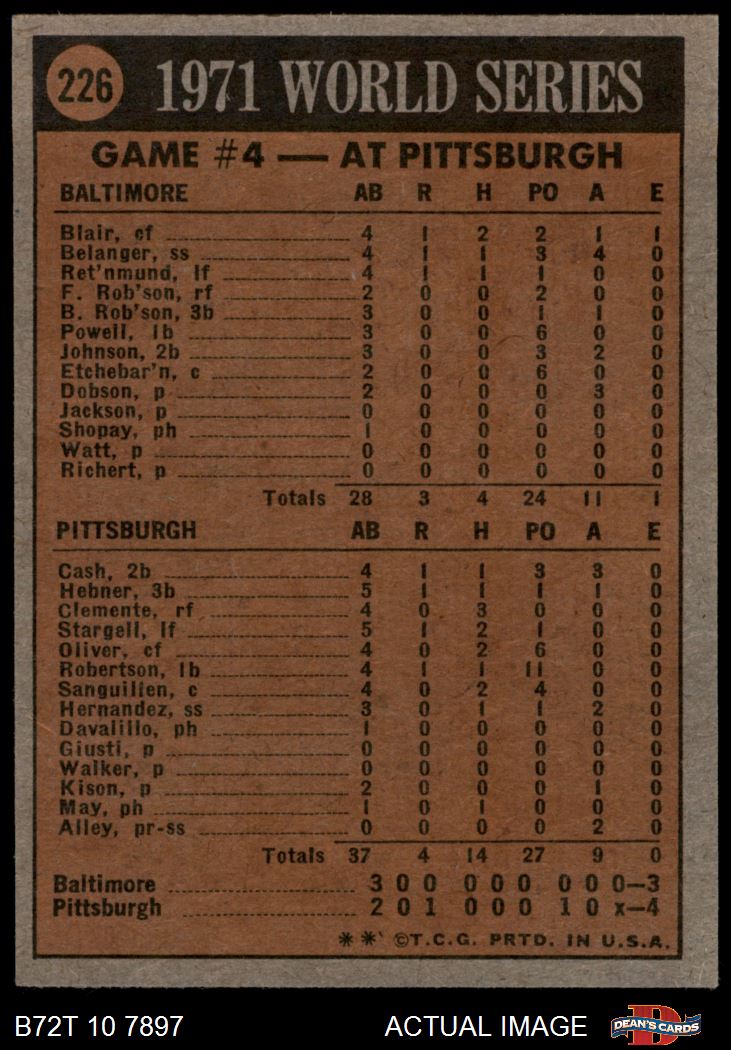 226 1971 WORLD SERIES
GAME #4 — AT PITTSBURGH
BALTIMORE AB R H PO A E
Blair, cf 4 1 2 2 1 1
Belanger, ss 4 1 1 3 4 0
Ret'nmund, lf 4 1 1 1 0 0
F. Rob'son, rf 2 0 0 2 0 0
B. Rob'son, 3b 3 0 0 1 1 0
Powell, 1b 3 0 0 6 0 0
Johnson, 2b 3 0 0 3 2 0
Etchebar'n, c 2 0 0 6 0 0
Dobson, p 2 0 0 0 3 0
Jackson, p 0 0 0 0 0 0
Shopay, ph 1 0 0 0 0 0
Watt, p 0 0 0 0 0 0
Richert, p 0 0 0 0 0 0
Totals 28 3 4 24 11 1
PITTSBURGH AB R H PO A E
Cash, 2b 4 1 1 3 3 0
Hebner, 3b 5 1 1 1 1 0
Clemente, rf 4 0 3 0 0 0
Stargell, lf 5 1 2 1 0 0
Oliver, cf 4 0 2 6 0 0
Robertson, 1b 4 1 1 11 0 0
Sanguillen, c 4 0 2 4 0 0
Hernandez, ss 3 0 1 1 2 0
Davalillo, ph 1 0 0 0 0 0
Giusti, p 0 0 0 0 0 0
Walker, p 0 0 0 0 0 0
Kison, p 2 0 0 0 1 0
May, ph 1 0 1 0 0 0
Alley, pr-ss 0 0 0 0 2 0
Totals 37 4 14 27 9 0
Baltimore 3 0 0 0 0 0 0 0 0—3
Pittsburgh 2 0 1 0 0 0 1 0 x—4
** ©T.C.G. PRTD. IN U.S.A.
B72T 10 7897 ACTUAL IMAGE DEAN'S CARDS